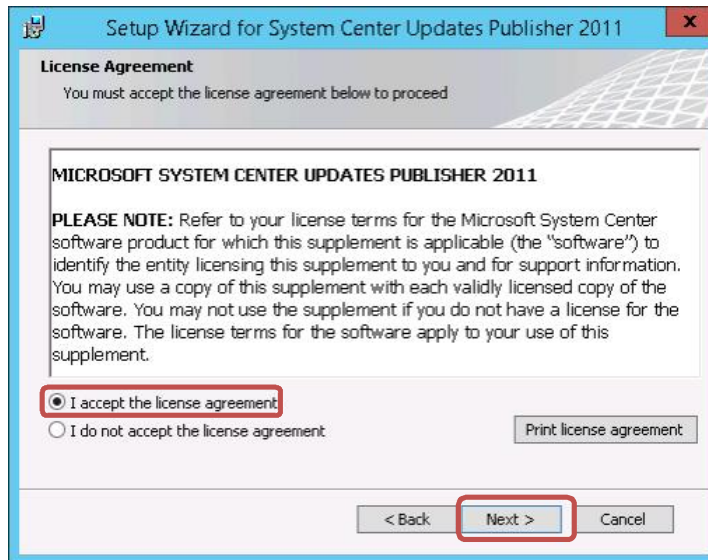 Setup Wizard for System Center Updates Publisher 2011
x
License Agreement
You must accept the license agreement below to proceed
MICROSOFT SYSTEM CENTER UPDATES PUBLISHER 2011
PLEASE NOTE: Refer to your license terms for the Microsoft System Center
software product for which this supplement is applicable (the "software") to
identify the entity licensing this supplement to you and for support information.
You may use a copy of this supplement with each validly licensed copy of the
software. You may not use the supplement if you do not have a license for the
software. The license terms for the software apply to your use of this
supplement.
I accept the license agreement
I do not accept the license agreement
Print license agreement
< Back
Next >
Cancel